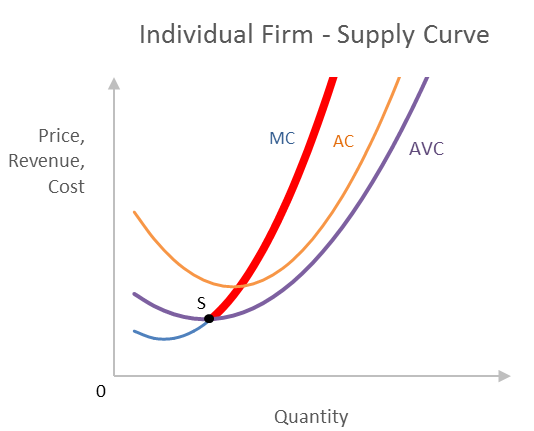 Individual Firm - Supply Curve
Price,
Revenue,
Cost
MC
AC
AVC
S
0
Quantity